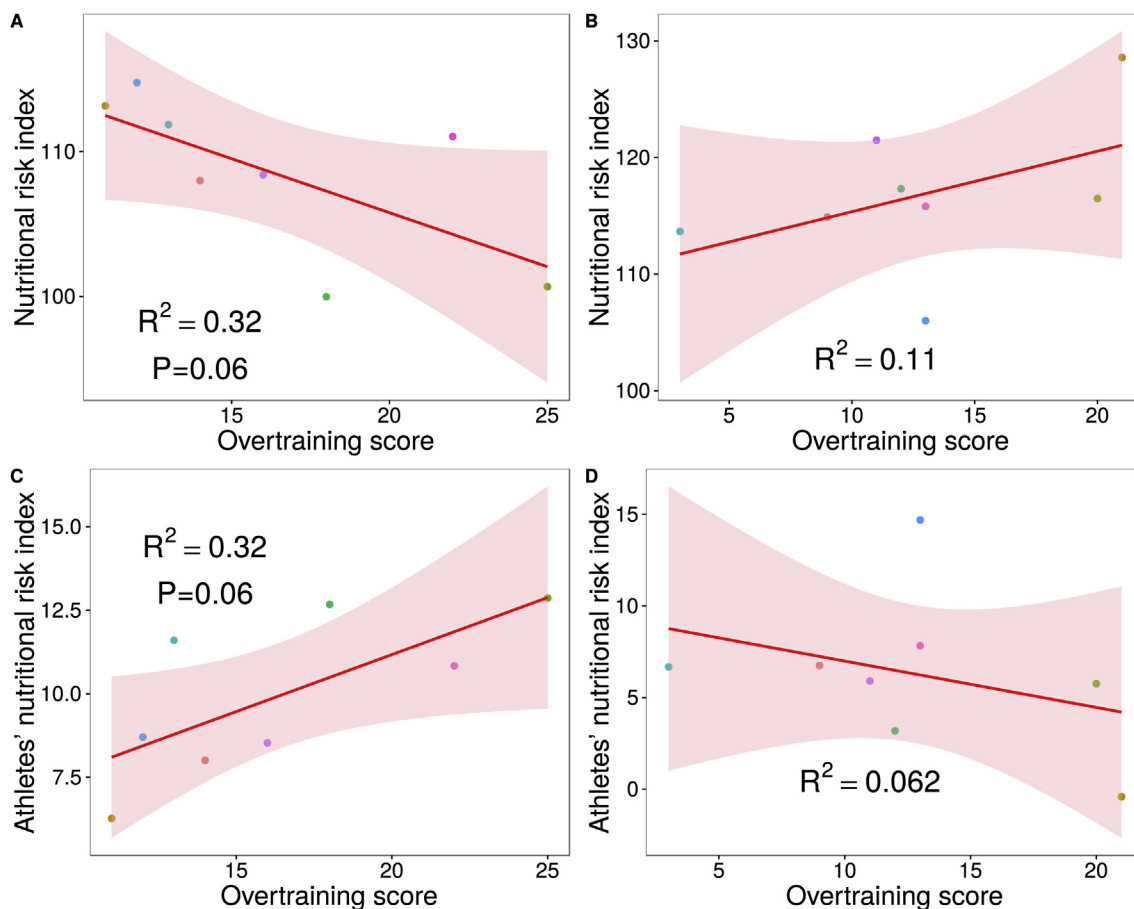 A
Nutritional risk index
110
100
R² = 0.32
P=0.06
15
20
25
Overtraining score
B
Nutritional risk index
130
120
110
100
R² = 0.11
5
10
15
20
Overtraining score
C
Athletes' nutritional risk index
15.0
12.5
10.0
7.5
R² = 0.32
P=0.06
15
20
25
Overtraining score
D
Athletes' nutritional risk index
15
10
5
0
R² = 0.062
5
10
15
20
Overtraining score